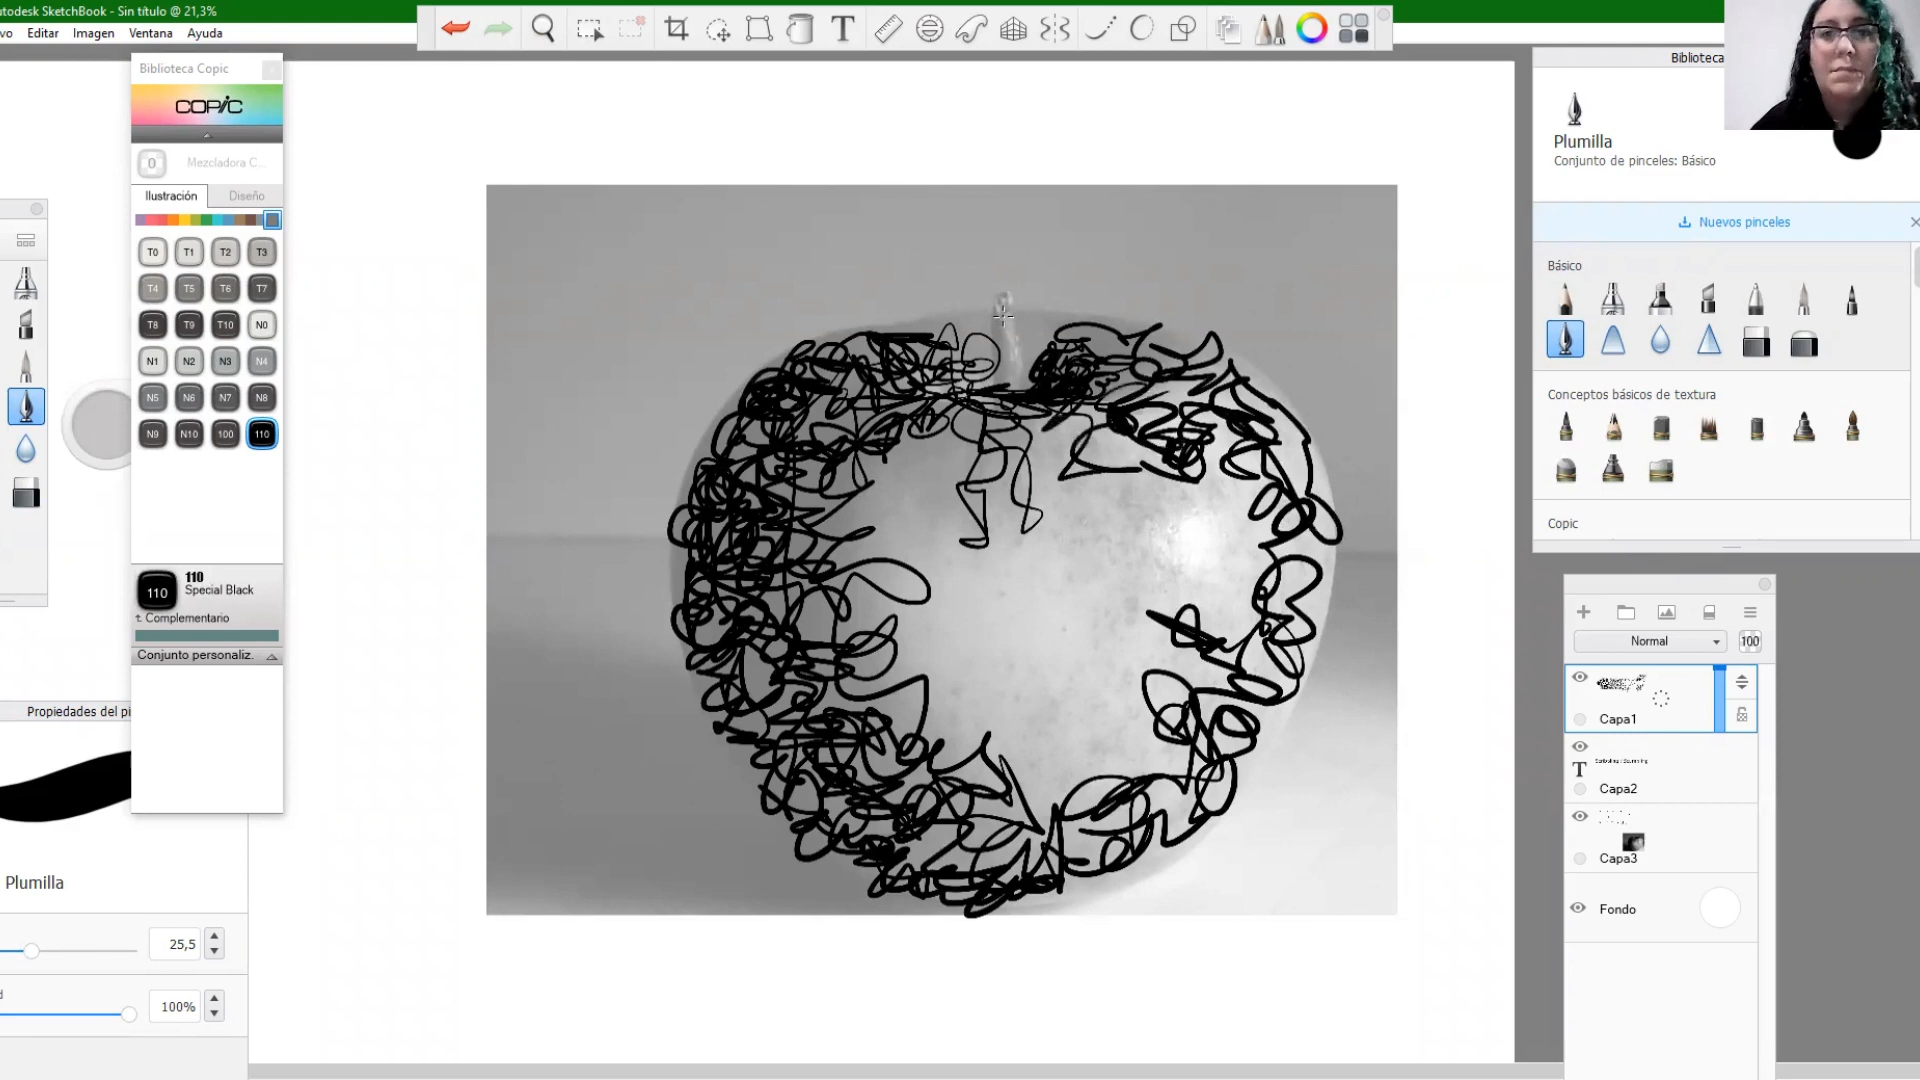 utodesk SketchBook - Sin título @ 21,3%
vo Editar Imagen Ventana Ayuda
Biblioteca Copic
COPIC
0 Mezcladora C...
Ilustración Diseño
T0 T1 T2 T3
T4 T5 T6 T7
T8 T9 T10 N0
N1 N2 N3 N4
N5 N6 N7 N8
N9 N10 100 110
110
110
Special Black
Complementario
Conjunto personaliz.
Propiedades del pi
Plumilla
25,5
d
100%
T
Biblioteca
Plumilla
Conjunto de pinceles: Básico
Nuevos pinceles
Básico
Conceptos básicos de textura
Copic
Normal 100
Capa1
T
Capa2
Capa3
Fondo